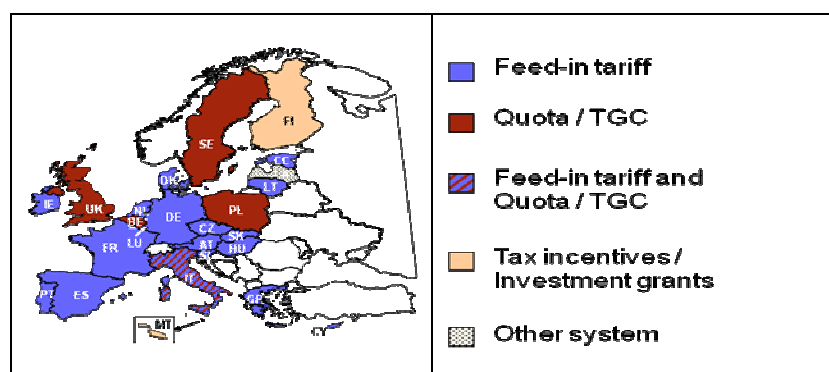 FI
SE
EE
DK
LT
IE
UK
NL
DE
PL
BE
LU
CZ
SK
FR
AT
HU
SI
IT
PT
ES
GR
MT
CY
Feed-in tariff
Quota / TGC
Feed-in tariff and
Quota / TGC
Tax incentives /
Investment grants
Other system